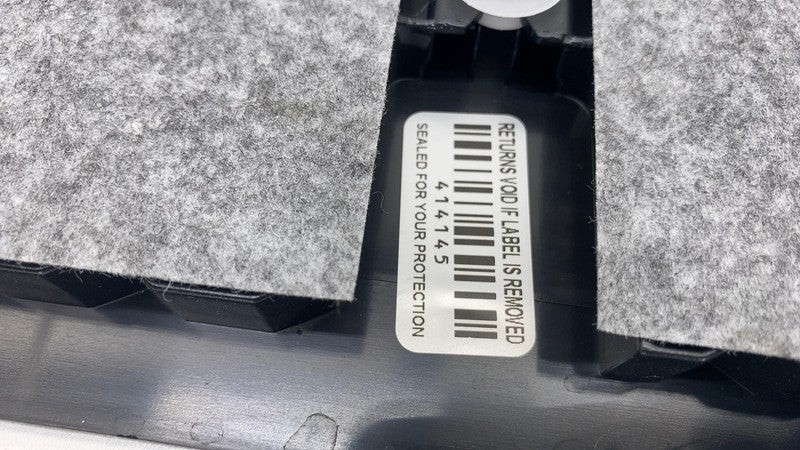 RETURNS VOID IF LABEL IS REMOVED
414145
SEALED FOR YOUR PROTECTION